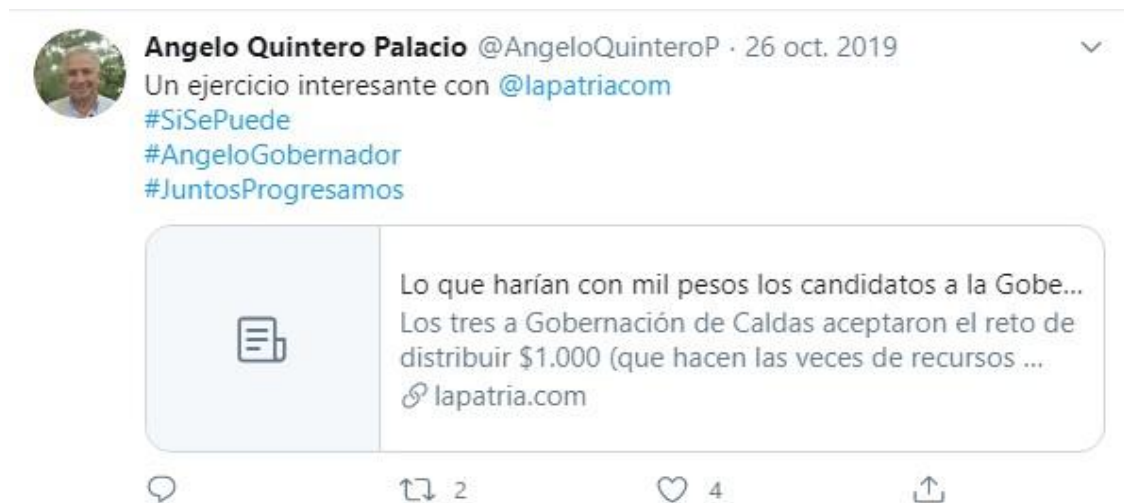 Angelo Quintero Palacio @AngeloQuinteroP · 26 oct. 2019
Un ejercicio interesante con @lapatriacom
#SiSePuede
#AngeloGobernador
#JuntosProgresamos
Lo que harían con mil pesos los candidatos a la Gobe...
Los tres a Gobernación de Caldas aceptaron el reto de
distribuir $1.000 (que hacen las veces de recursos ...
lapatria.com
2 4